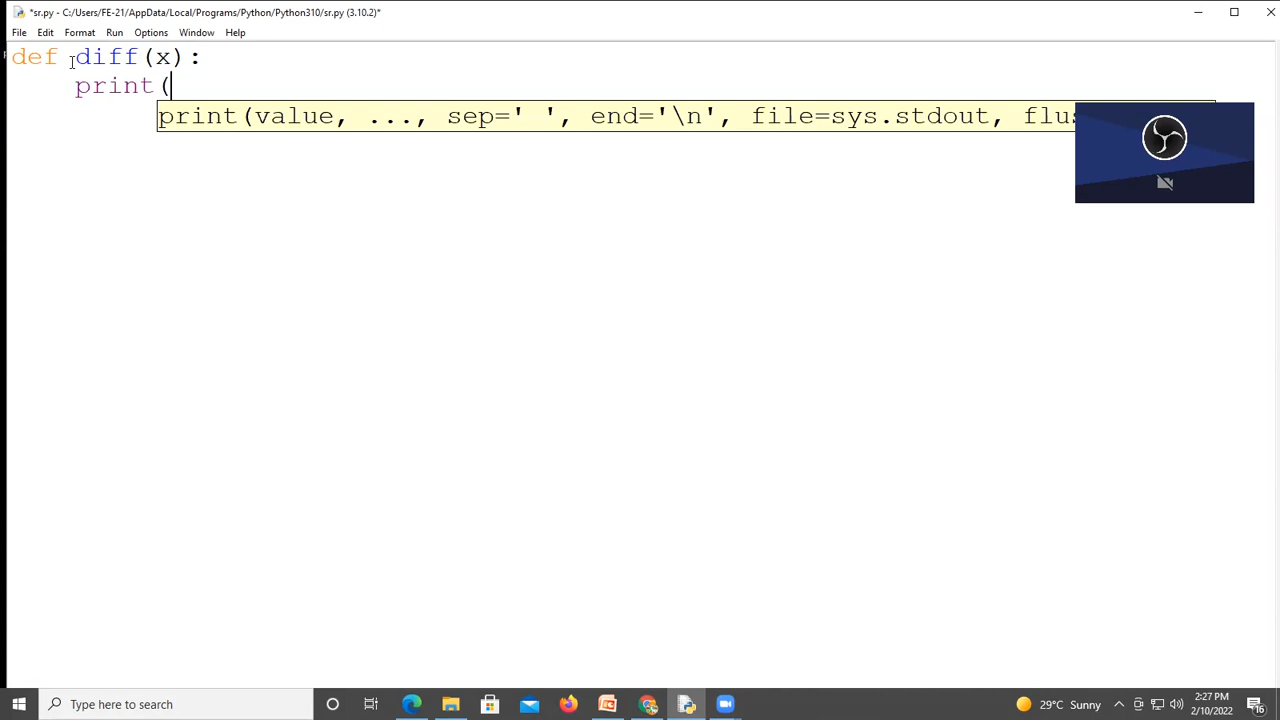 *sr.py - C:/Users/FE-21/AppData/Local/Programs/Python/Python310/sr.py (3.10.2)*
File Edit Format Run Options Window Help
def diff(x):
print(
print(value, ..., sep=' ', end='\n', file=sys.stdout, flus
Type here to search
29°C Sunny
2:27 PM
2/10/2022
16